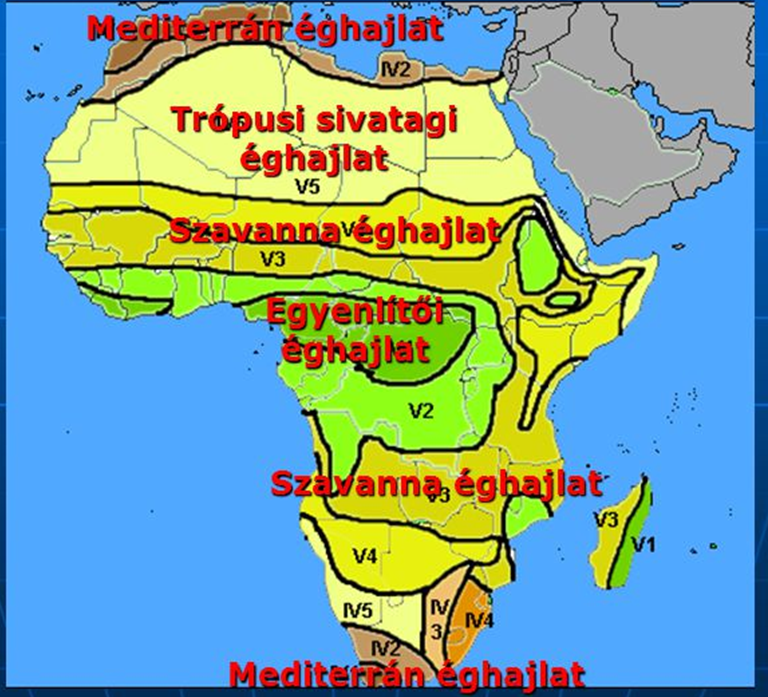 Mediterrán éghajlat
IV2
Trópusi sivatagi
éghajlat
V5
Szavanna éghajlat
V3
Egyenlítői
éghajlat
V2
Szavanna éghajlat
V3
V3
V1
V4
IV5
IV
3
IV4
IV2
Mediterrán éghajlat